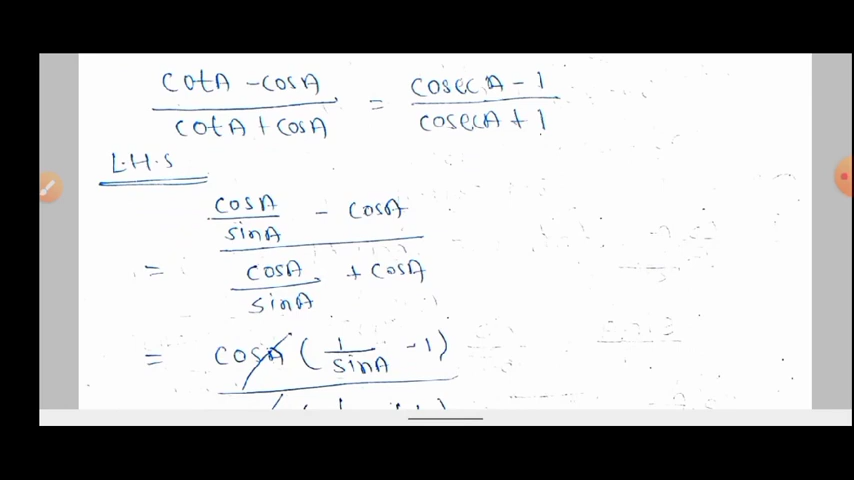 cotA - cosA / cotA + cosA = cosecA - 1 / cosecA + 1
L.H.S
= cosA / sinA - cosA / cosA / sinA + cosA
= cosA ( 1 / sinA - 1 )